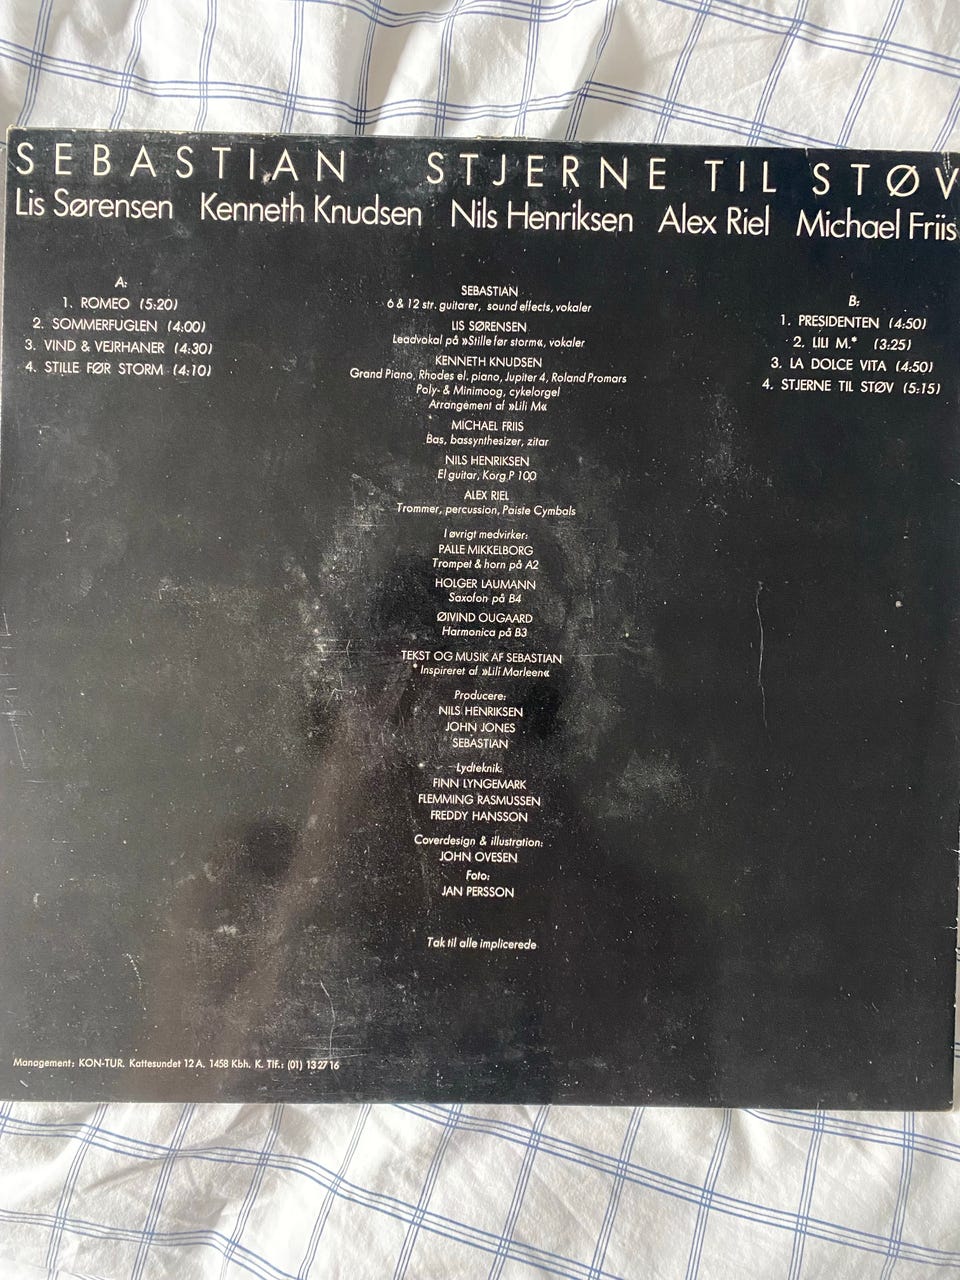 SEBASTIAN STJERNE TIL STØV
Lis Sørensen Kenneth Knudsen Nils Henriksen Alex Riel Michael Friis
A:
1. ROMEO (5:20)
2. SOMMERFUGLEN (4:00)
3. VIND & VEJRHANER (4:30)
4. STILLE FØR STORM (4:10)
SEBASTIAN
6 & 12 str. guitarer, sound effects, vokaler
LIS SØRENSEN
Leadvokal på »Stille før storm«, vokaler
KENNETH KNUDSEN
Grand Piano, Rhodes el. piano, Jupiter 4, Roland Promars
Poly- & Minimoog, cykelorgel
Arrangement af »Lili M«
MICHAEL FRIIS
Bas, bassynthesizer, zitar
NILS HENRIKSEN
El guitar, Korg P 100
ALEX RIEL
Trommer, percussion, Paiste Cymbals
I øvrigt medvirker:
PALLE MIKKELBORG
Trompet & horn på A2
HOLGER LAUMANN
Saxofon på B4
ØIVIND OUGAARD
Harmonica på B3
TEKST OG MUSIK AF SEBASTIAN
* Inspireret af »Lili Marleen«
Producere:
NILS HENRIKSEN
JOHN JONES
SEBASTIAN
Lydteknik:
FINN LYNGEMARK
FLEMMING RASMUSSEN
FREDDY HANSSON
Coverdesign & illustration:
JOHN OVESEN
Foto:
JAN PERSSON
Tak til alle implicerede
B:
1. PRESIDENTEN (4:50)
2. LILI M.* (3:25)
3. LA DOLCE VITA (4:50)
4. STJERNE TIL STØV (5:15)
Management: KON-TUR. Kattesundet 12 A. 1458 Kbh. K. Tlf.: (01) 13 27 16